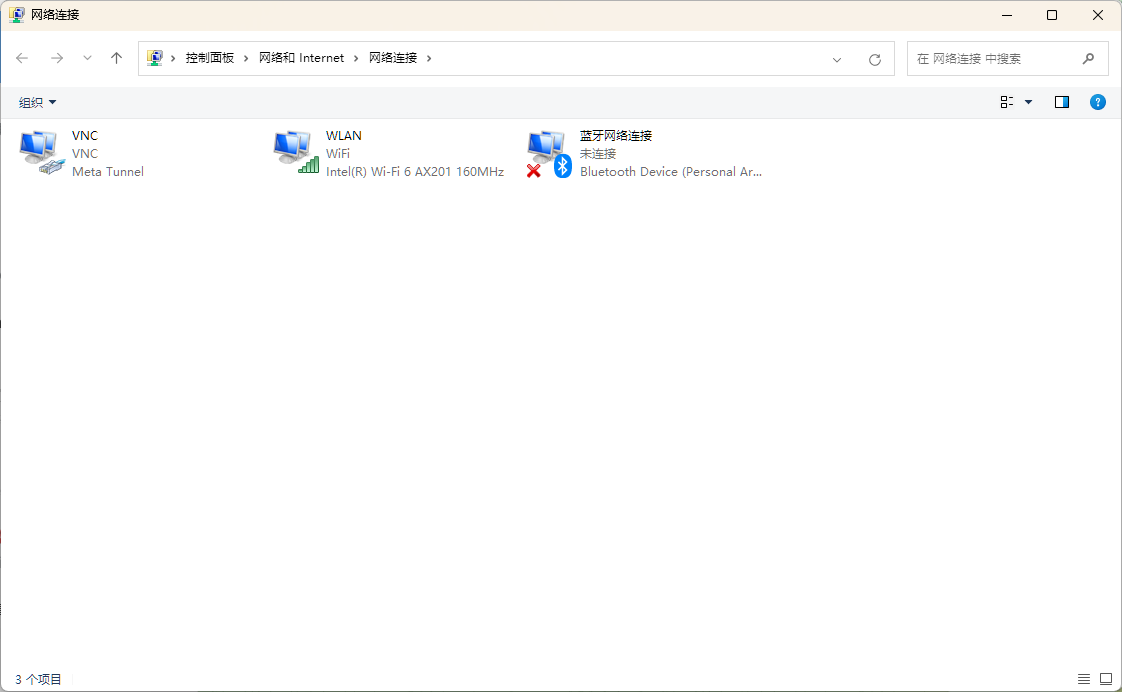 网络连接
控制面板 网络和 Internet 网络连接
在 网络连接 中搜索
组织
VNC
VNC
Meta Tunnel
WLAN
WiFi
Intel(R) Wi-Fi 6 AX201 160MHz
蓝牙网络连接
未连接
Bluetooth Device (Personal Ar...
3 个项目